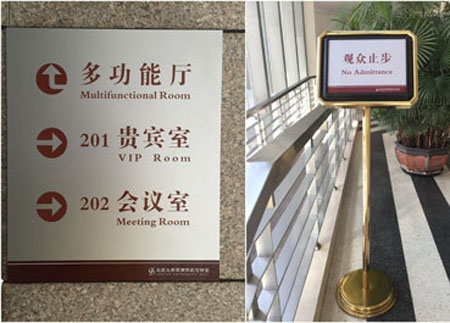 多功能厅
Multifunctional Room
201 贵宾室
VIP Room
202 会议室
Meeting Room
观众止步
No Admittance